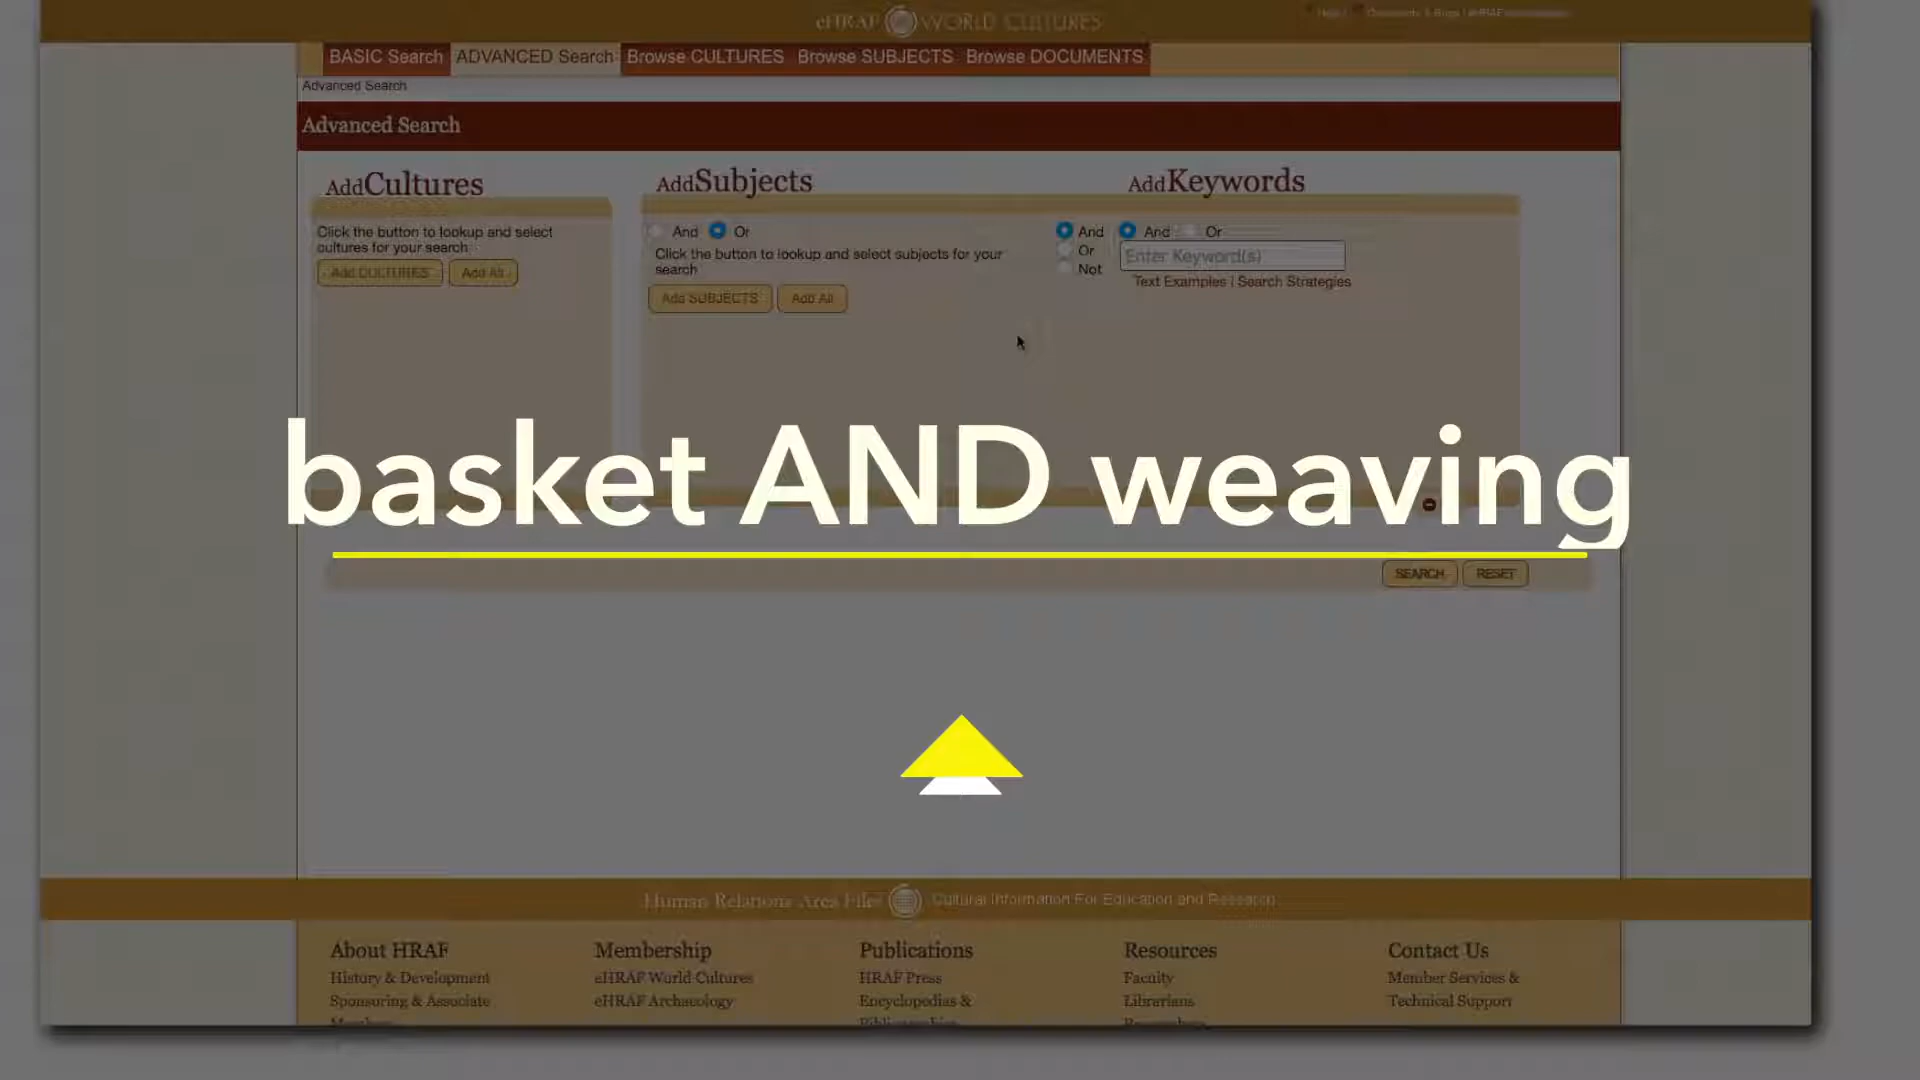 eHRAF WORLD CULTURES
BASIC Search ADVANCED Search Browse CULTURES Browse SUBJECTS Browse DOCUMENTS
Advanced Search
Advanced Search
AddCultures AddSubjects AddKeywords
Click the button to lookup and select
cultures for your search
Add CULTURES Add All
And Or
Click the button to lookup and select subjects for your
search
Add SUBJECTS Add All
And
Or
Not
And Or
Enter Keyword(s)
Text Examples | Search Strategies
basket AND weaving
SEARCH RESET
Human Relations Area Files Cultural Information For Education and Research
About HRAF Membership Publications Resources Contact Us
History & Development eHRAF World Cultures HRAF Press Faculty Member Services &
Sponsoring & Associate eHRAF Archaeology Encyclopedias & Librarians Technical Support